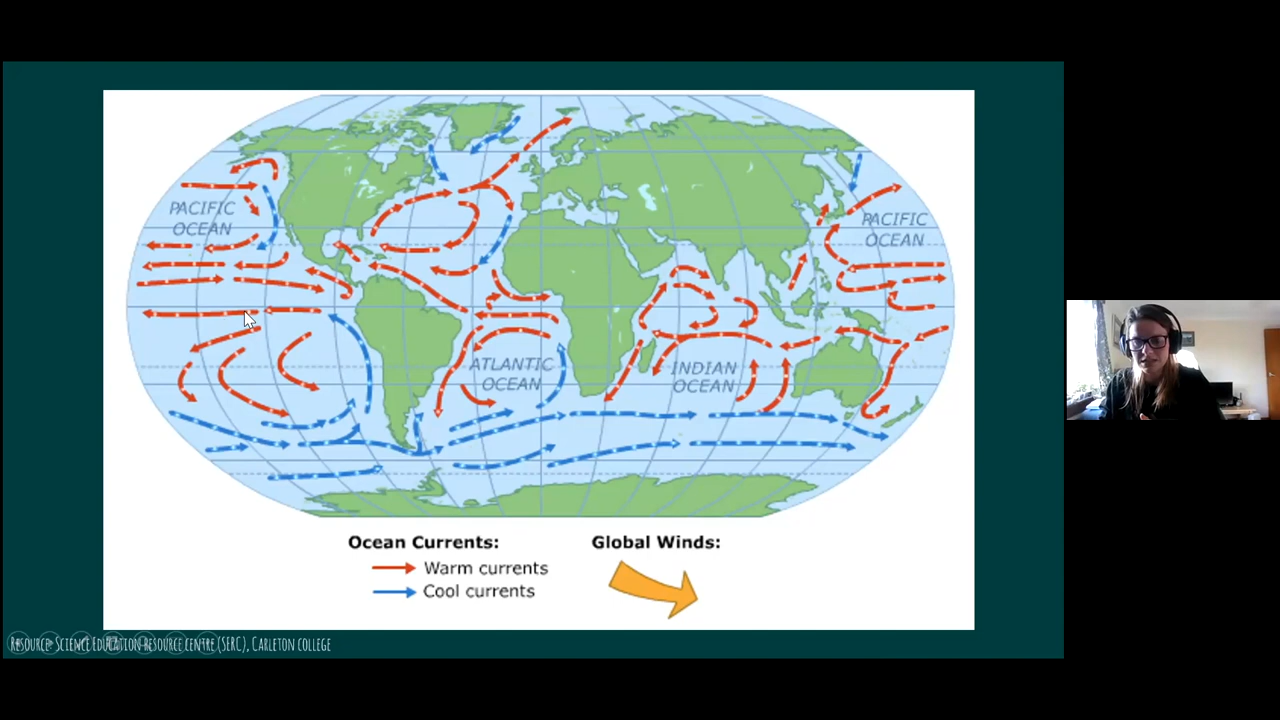 PACIFIC
OCEAN
PACIFIC
OCEAN
ATLANTIC
OCEAN
INDIAN
OCEAN
Ocean Currents:
Warm currents
Cool currents
Global Winds:
Resource: Science Education resource centre (SERC), Carleton college